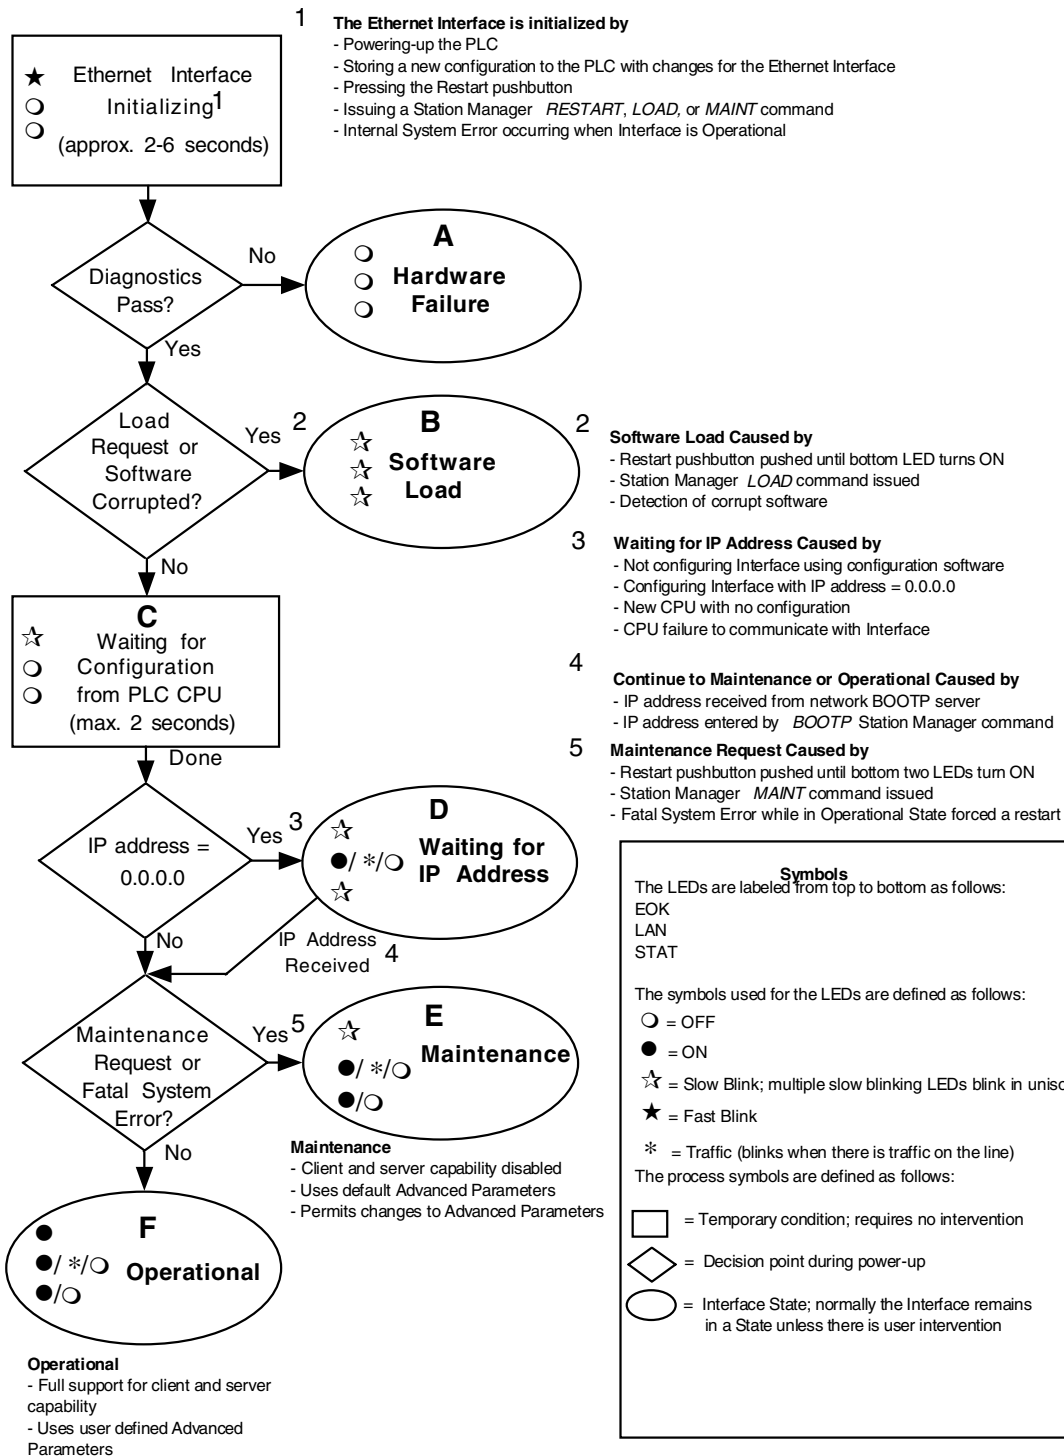 1 The Ethernet Interface is initialized by
- Powering-up the PLC
- Storing a new configuration to the PLC with changes for the Ethernet Interface
- Pressing the Restart pushbutton
- Issuing a Station Manager RESTART, LOAD, or MAINT command
- Internal System Error occurring when Interface is Operational
★ Ethernet Interface
Initializing1
(approx. 2-6 seconds)
Diagnostics
Pass?
No
A
Hardware
Failure
Yes
Load
Request or
Software
Corrupted?
Yes 2
B
Software
Load
2 Software Load Caused by
- Restart pushbutton pushed until bottom LED turns ON
- Station Manager LOAD command issued
- Detection of corrupt software
No
3 Waiting for IP Address Caused by
- Not configuring Interface using configuration software
- Configuring Interface with IP address = 0.0.0.0
- New CPU with no configuration
- CPU failure to communicate with Interface
C
Waiting for
Configuration
from PLC CPU
(max. 2 seconds)
4 Continue to Maintenance or Operational Caused by
- IP address received from network BOOTP server
- IP address entered by BOOTP Station Manager command
Done
5 Maintenance Request Caused by
- Restart pushbutton pushed until bottom two LEDs turn ON
- Station Manager MAINT command issued
- Fatal System Error while in Operational State forced a restart
IP address =
0.0.0.0
Yes 3
D
Waiting for
●/ */○ IP Address
No
IP Address
Received 4
Maintenance
Request or
Fatal System
Error?
Yes 5
E
Maintenance
●/ */○
●/○
Maintenance
- Client and server capability disabled
- Uses default Advanced Parameters
- Permits changes to Advanced Parameters
No
F
●/ */○ Operational
●/○
Operational
- Full support for client and server
capability
- Uses user defined Advanced
Parameters
Symbols
The LEDs are labeled from top to bottom as follows:
EOK
LAN
STAT
The symbols used for the LEDs are defined as follows:
○ = OFF
● = ON
☆ = Slow Blink; multiple slow blinking LEDs blink in unisc
★ = Fast Blink
* = Traffic (blinks when there is traffic on the line)
The process symbols are defined as follows:
= Temporary condition; requires no intervention
= Decision point during power-up
= Interface State; normally the Interface remains
in a State unless there is user intervention